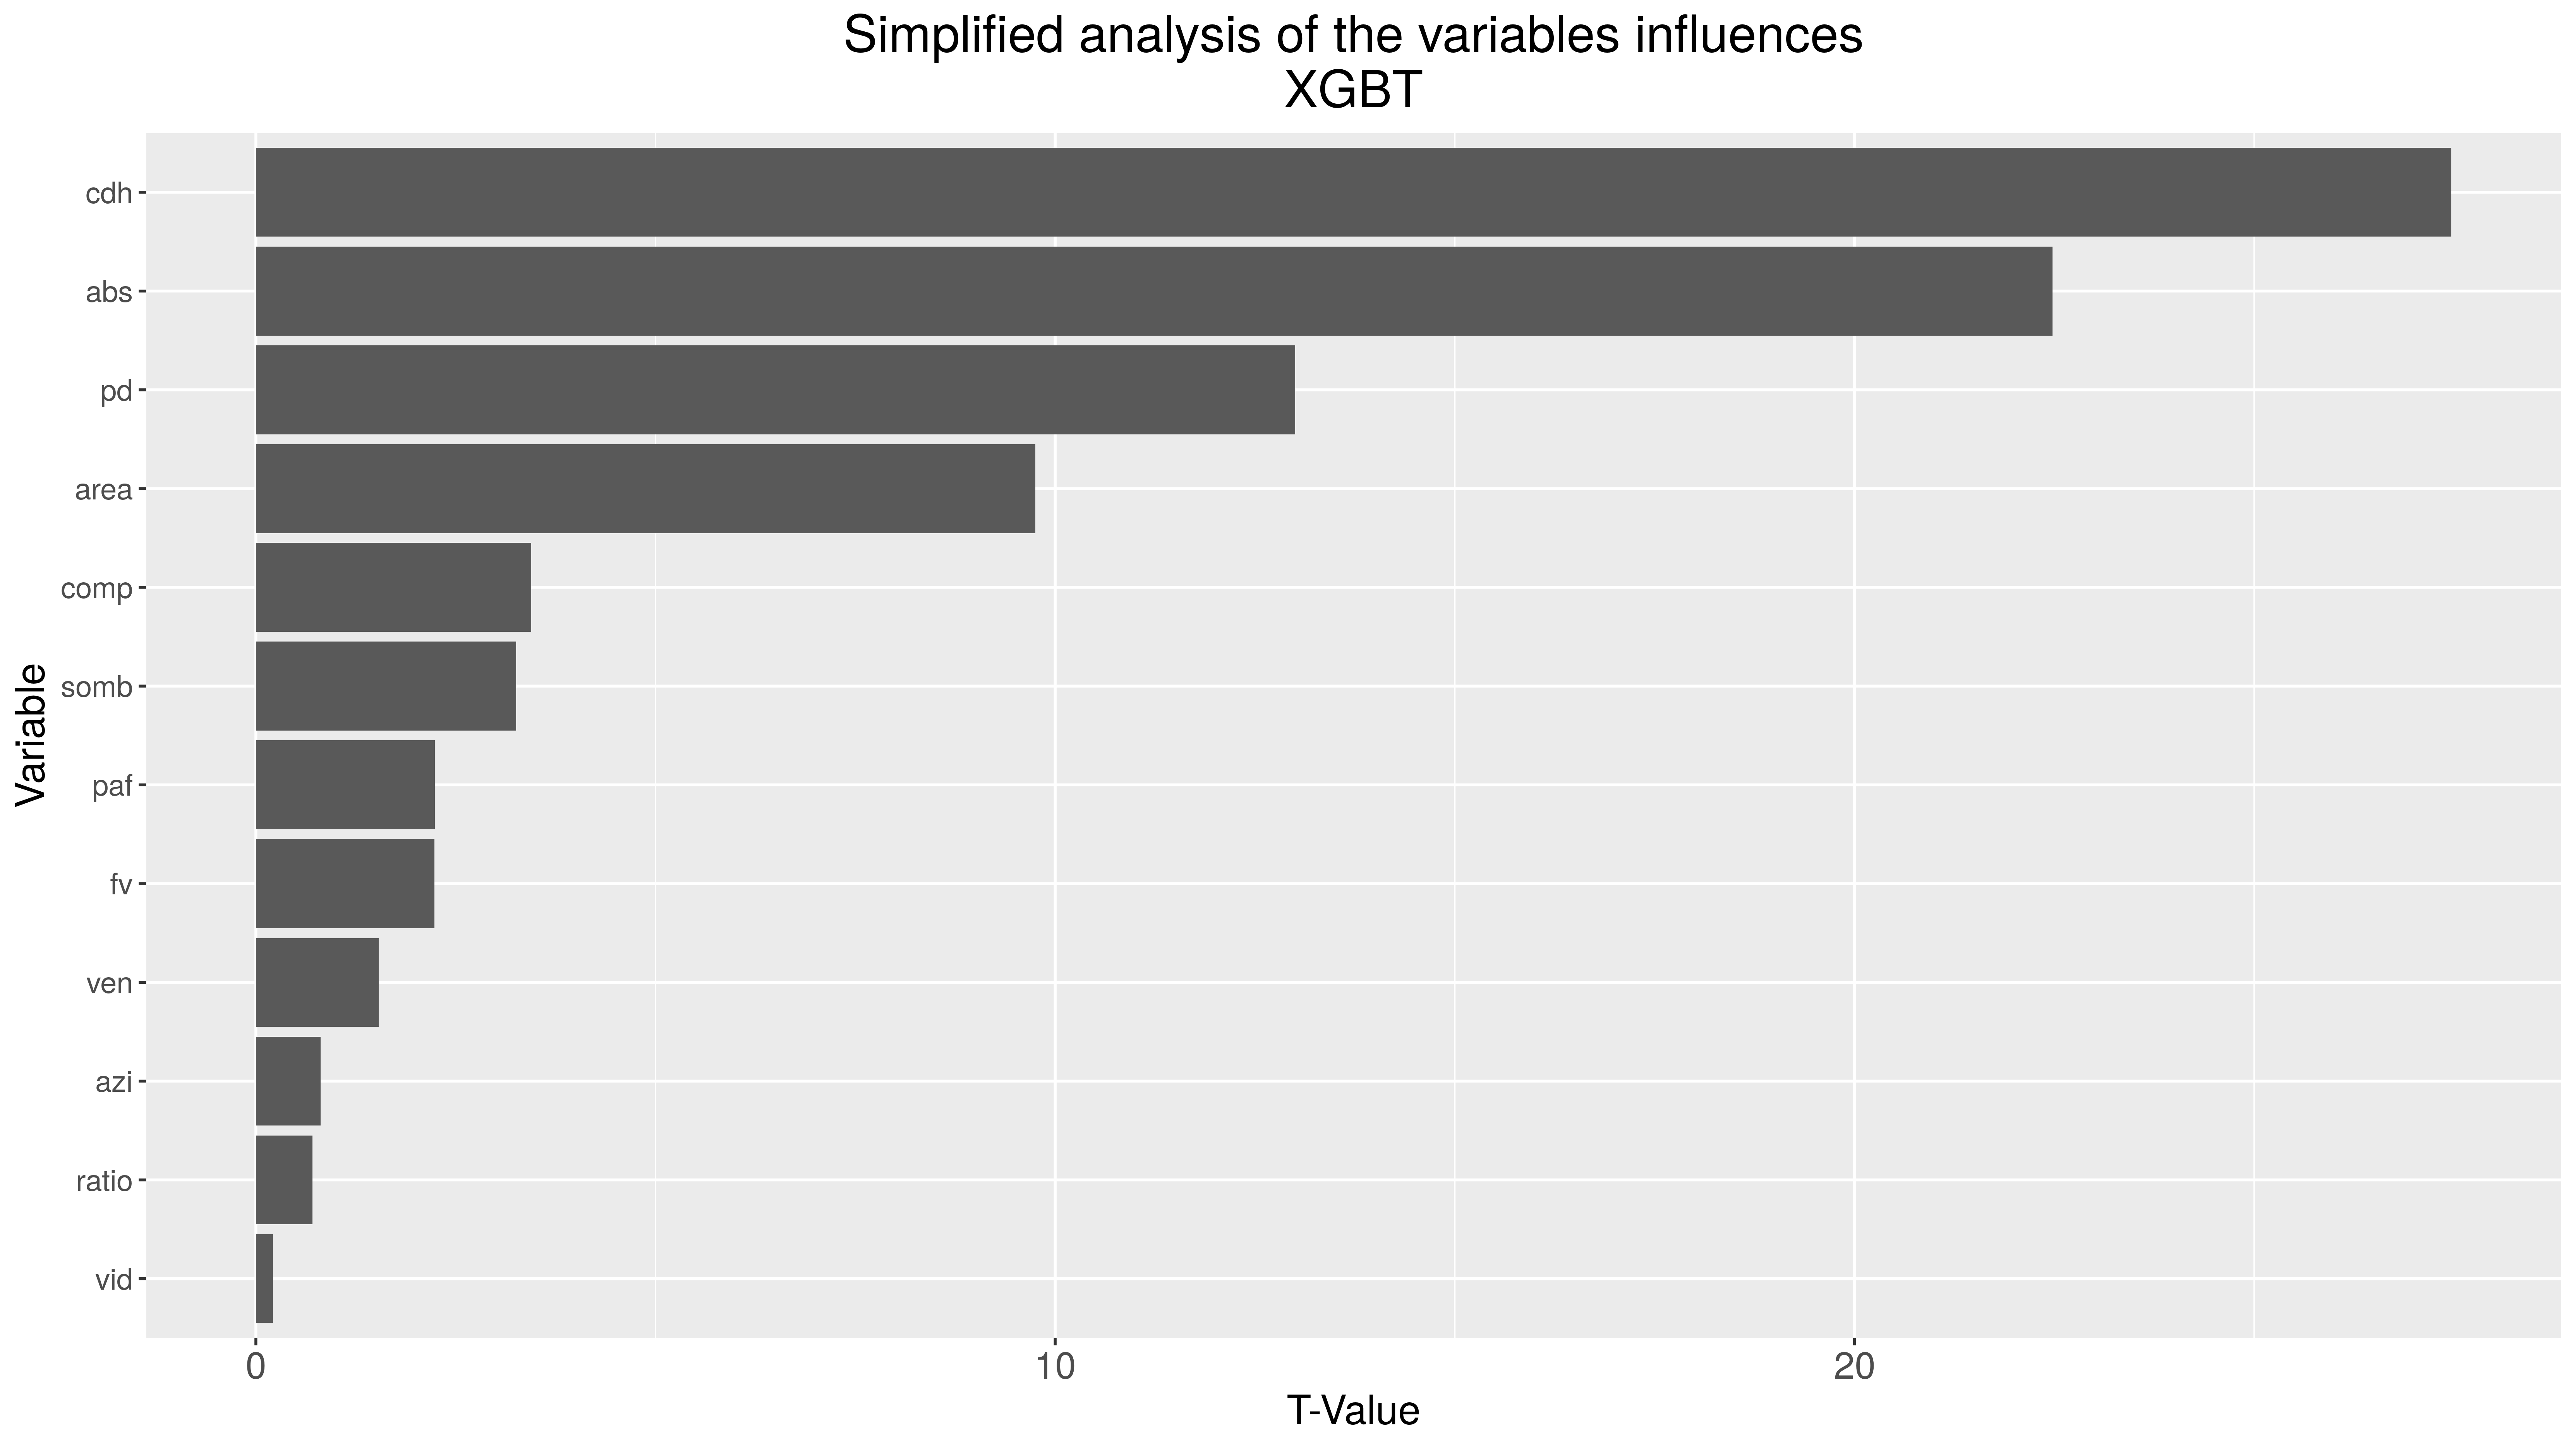 Simplified analysis of the variables influences
XGBT
Variable
cdh
abs
pd
area
comp
somb
paf
fv
ven
azi
ratio
vid
0 10 20
T-Value